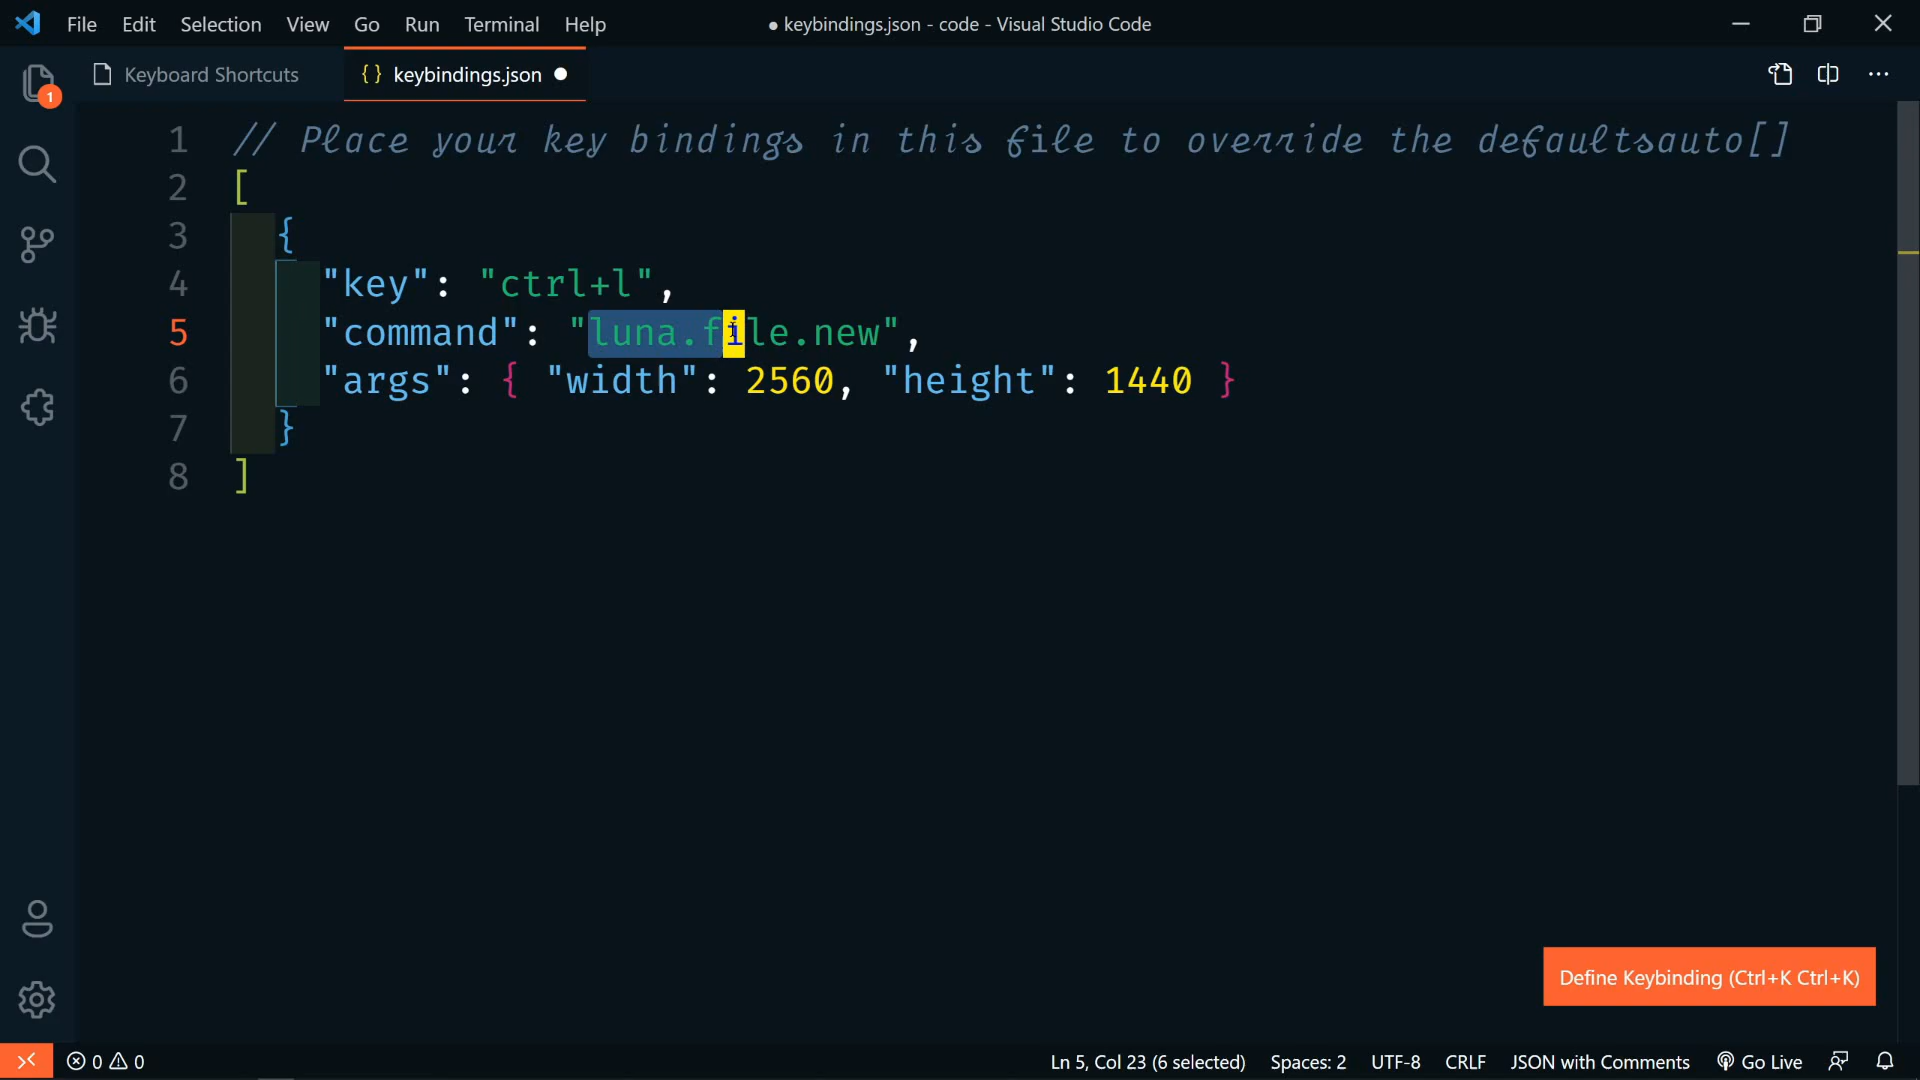 File Edit Selection View Go Run Terminal Help ● keybindings.json - code - Visual Studio Code
1
Keyboard Shortcuts { } keybindings.json ●
1 // Place your key bindings in this file to override the defaultsauto[]
2 [
3 {
4 "key": "ctrl+l",
5 "command": "luna.file.new",
6 "args": { "width": 2560, "height": 1440 }
7 }
8 ]
Define Keybinding (Ctrl+K Ctrl+K)
0 0 Ln 5, Col 23 (6 selected) Spaces: 2 UTF-8 CRLF JSON with Comments Go Live